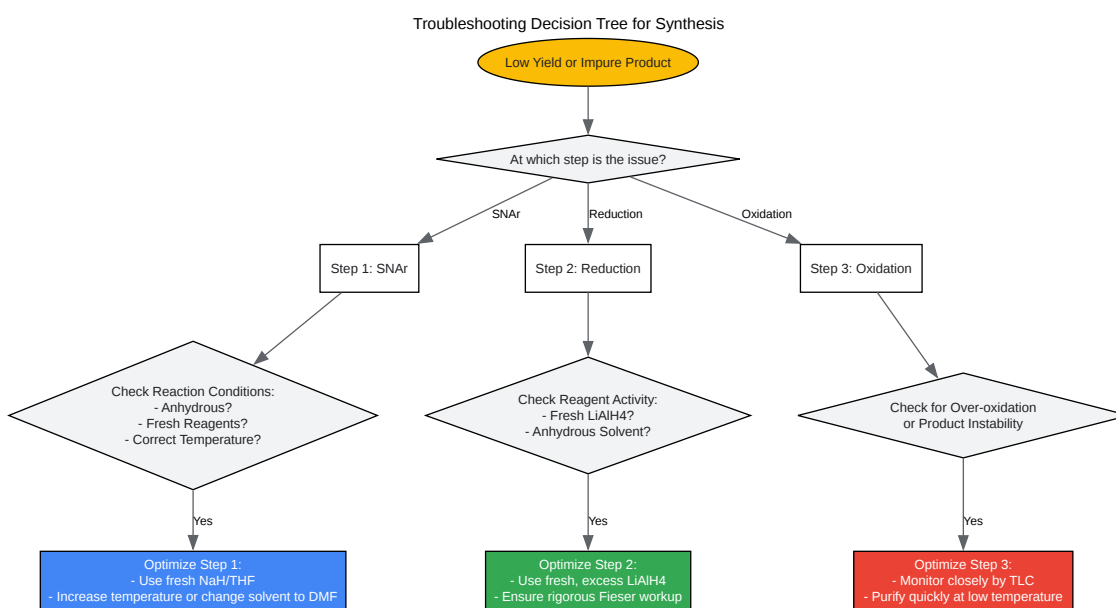 Troubleshooting Decision Tree for Synthesis
Low Yield or Impure Product
At which step is the issue?
SNAr
Reduction
Oxidation
Step 1: SNAr
Step 2: Reduction
Step 3: Oxidation
Check Reaction Conditions:
- Anhydrous?
- Fresh Reagents?
- Correct Temperature?
Check Reagent Activity:
- Fresh LiAlH4?
- Anhydrous Solvent?
Check for Over-oxidation
or Product Instability
Yes
Yes
Yes
Optimize Step 1:
- Use fresh NaH/THF
- Increase temperature or change solvent to DMF
Optimize Step 2:
- Use fresh, excess LiAlH4
- Ensure rigorous Fieser workup
Optimize Step 3:
- Monitor closely by TLC
- Purify quickly at low temperature